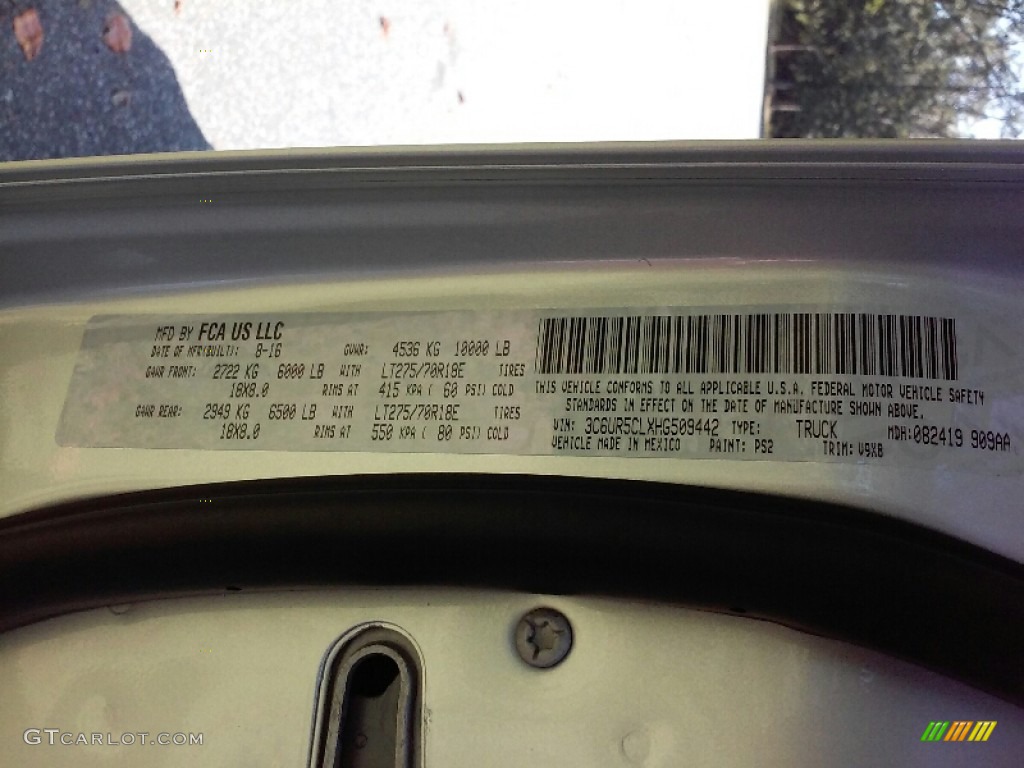 MFD BY FCA US LLC
DATE OF MFR(BUILT): 8-16 GVWR: 4536 KG 10000 LB
GAWR FRONT: 2722 KG 6000 LB WITH LT275/70R18E TIRES
18X8.0 RIMS AT 415 KPA ( 60 PSI) COLD
GAWR REAR: 2949 KG 6500 LB WITH LT275/70R18E TIRES
18X8.0 RIMS AT 550 KPA ( 80 PSI) COLD
THIS VEHICLE CONFORMS TO ALL APPLICABLE U.S.A. FEDERAL MOTOR VEHICLE SAFETY
STANDARDS IN EFFECT ON THE DATE OF MANUFACTURE SHOWN ABOVE.
VIN: 3C6UR5CLXHG509442 TYPE: TRUCK MDH:082419 909AA
VEHICLE MADE IN MEXICO PAINT: PS2 TRIM: V9X8
GTCARLOT.COM